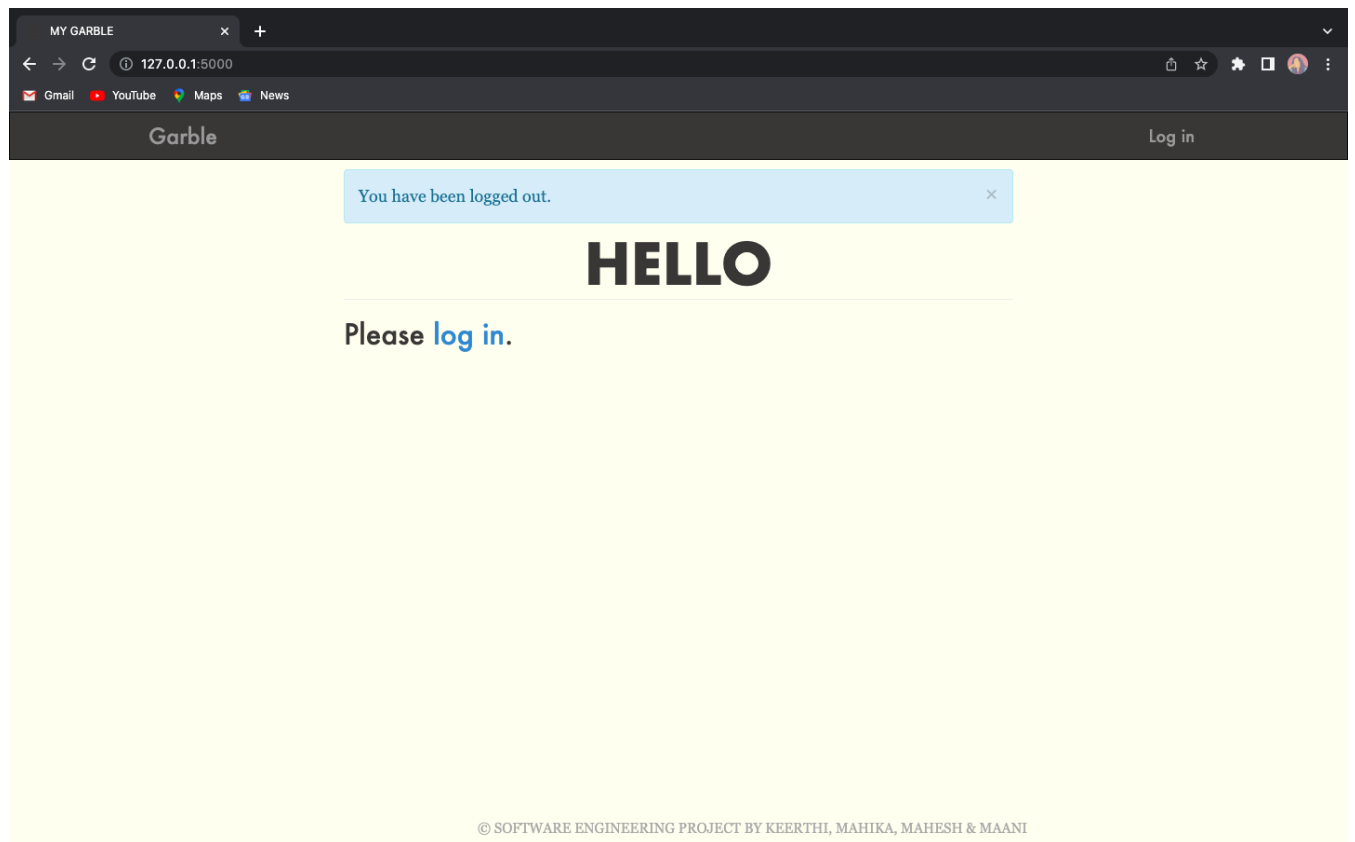 MY GARBLE
127.0.0.1:5000
Gmail YouTube Maps News
Garble Log in
You have been logged out. ×
HELLO
Please log in.
© SOFTWARE ENGINEERING PROJECT BY KEERTHI, MAHIKA, MAHESH & MAANI